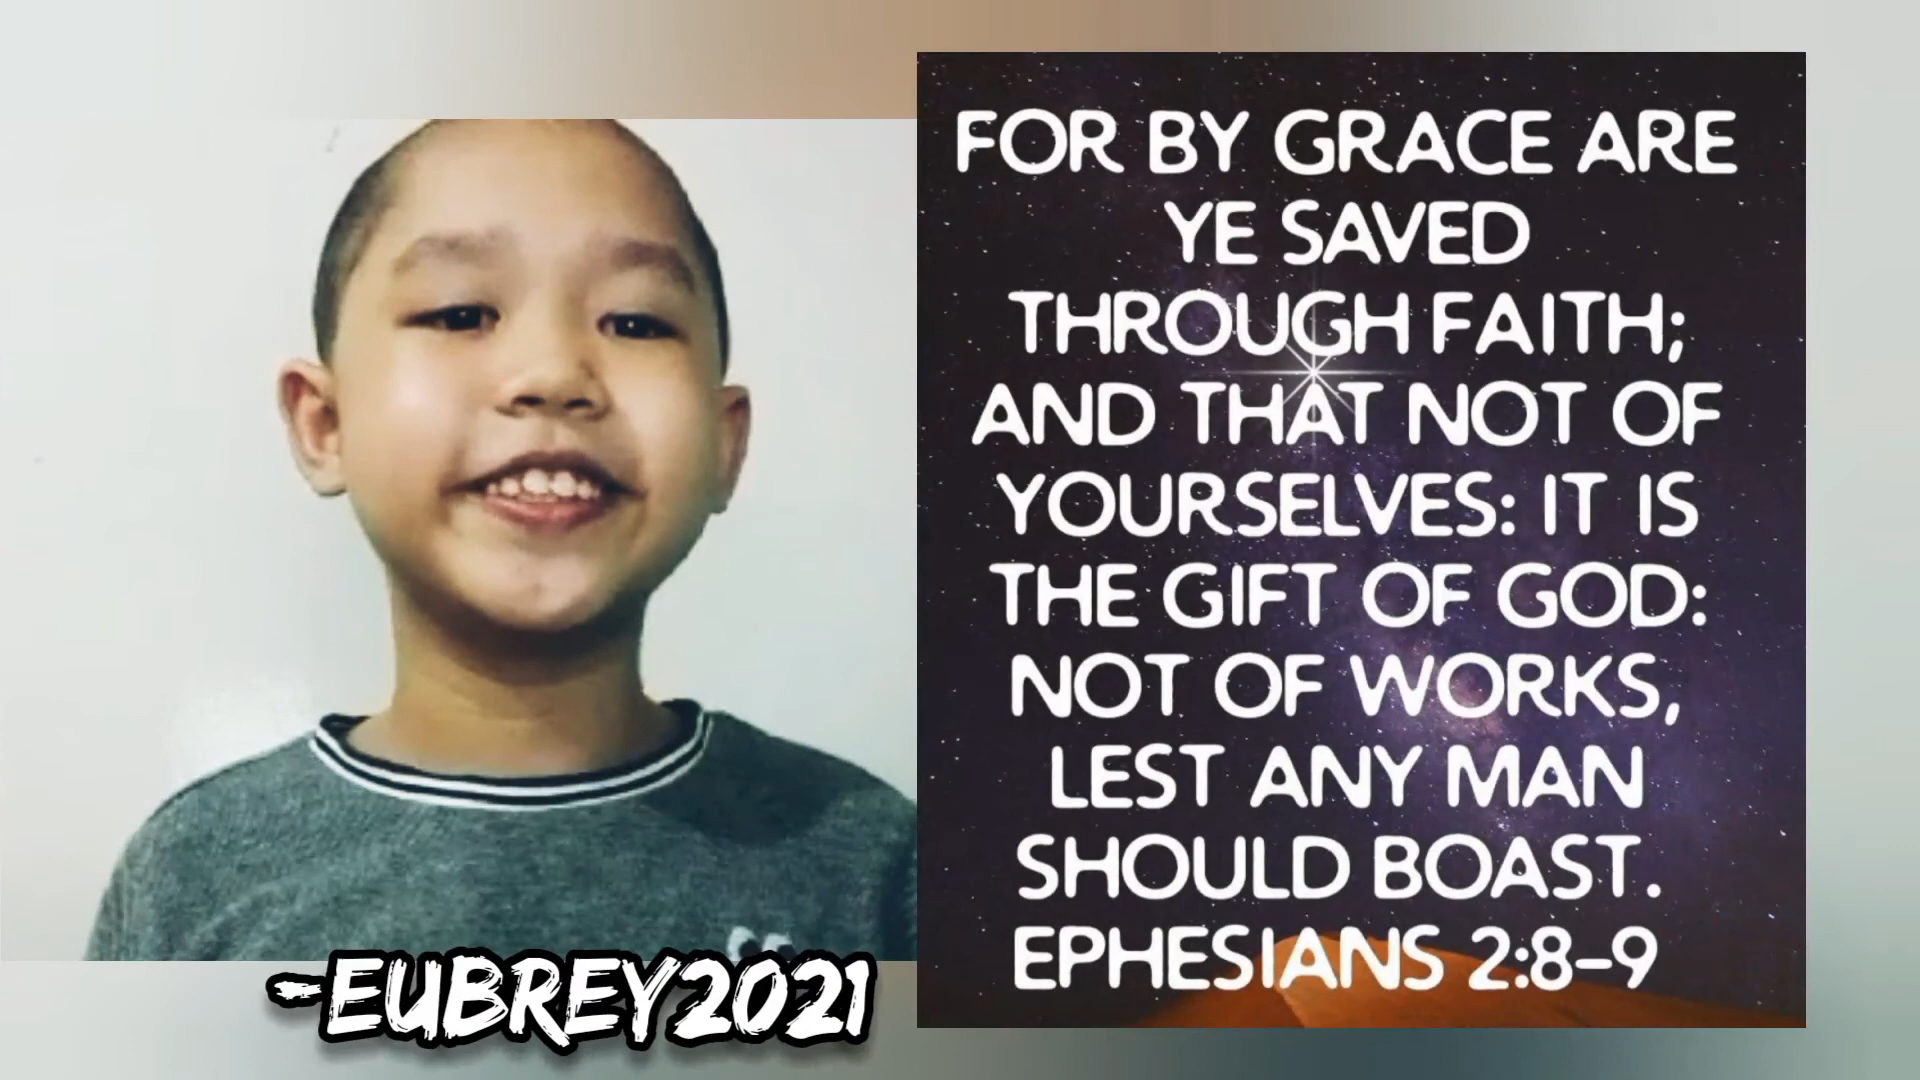 FOR BY GRACE ARE
YE SAVED
THROUGH FAITH;
AND THAT NOT OF
YOURSELVES: IT IS
THE GIFT OF GOD:
NOT OF WORKS,
LEST ANY MAN
SHOULD BOAST.
EPHESIANS 2:8-9
-EUBREY2021